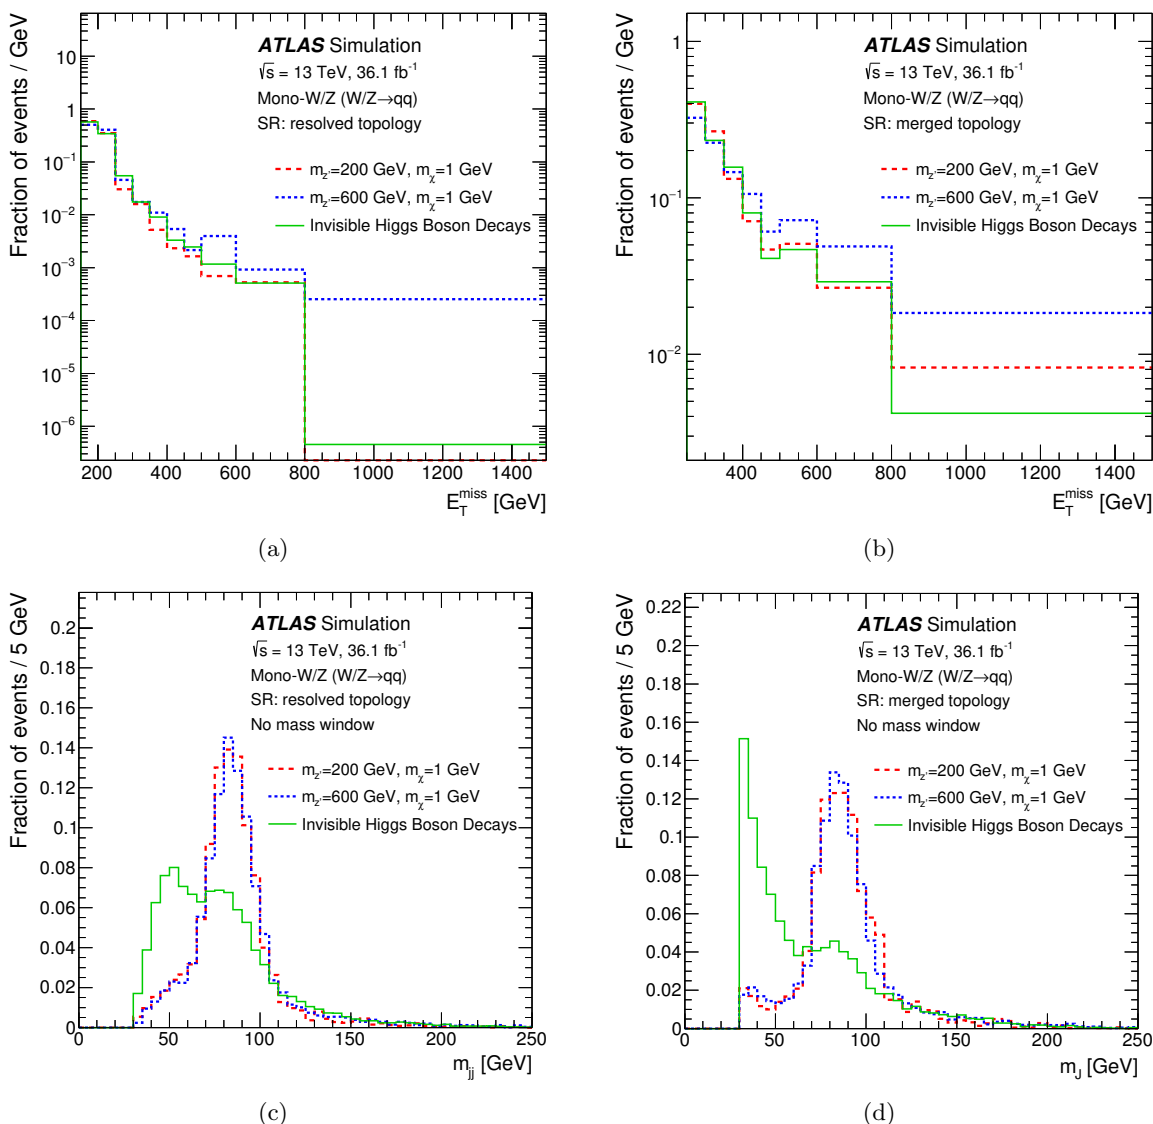 Fraction of events / GeV
10
1
10⁻¹
10⁻²
10⁻³
10⁻⁴
10⁻⁵
10⁻⁶
ATLAS Simulation
√s = 13 TeV, 36.1 fb⁻¹
Mono-W/Z (W/Z→qq)
SR: resolved topology
m_z'=200 GeV, m_χ=1 GeV
m_z'=600 GeV, m_χ=1 GeV
Invisible Higgs Boson Decays
200 400 600 800 1000 1200 1400
E_T^miss [GeV]
(a)
Fraction of events / GeV
1
10⁻¹
10⁻²
ATLAS Simulation
√s = 13 TeV, 36.1 fb⁻¹
Mono-W/Z (W/Z→qq)
SR: merged topology
m_z'=200 GeV, m_χ=1 GeV
m_z'=600 GeV, m_χ=1 GeV
Invisible Higgs Boson Decays
400 600 800 1000 1200 1400
E_T^miss [GeV]
(b)
Fraction of events / 5 GeV
0.2
0.18
0.16
0.14
0.12
0.1
0.08
0.06
0.04
0.02
0
ATLAS Simulation
√s = 13 TeV, 36.1 fb⁻¹
Mono-W/Z (W/Z→qq)
SR: resolved topology
No mass window
m_z'=200 GeV, m_χ=1 GeV
m_z'=600 GeV, m_χ=1 GeV
Invisible Higgs Boson Decays
0 50 100 150 200 250
m_jj [GeV]
(c)
Fraction of events / 5 GeV
0.22
0.2
0.18
0.16
0.14
0.12
0.1
0.08
0.06
0.04
0.02
0
ATLAS Simulation
√s = 13 TeV, 36.1 fb⁻¹
Mono-W/Z (W/Z→qq)
SR: merged topology
No mass window
m_z'=200 GeV, m_χ=1 GeV
m_z'=600 GeV, m_χ=1 GeV
Invisible Higgs Boson Decays
0 50 100 150 200 250
m_J [GeV]
(d)